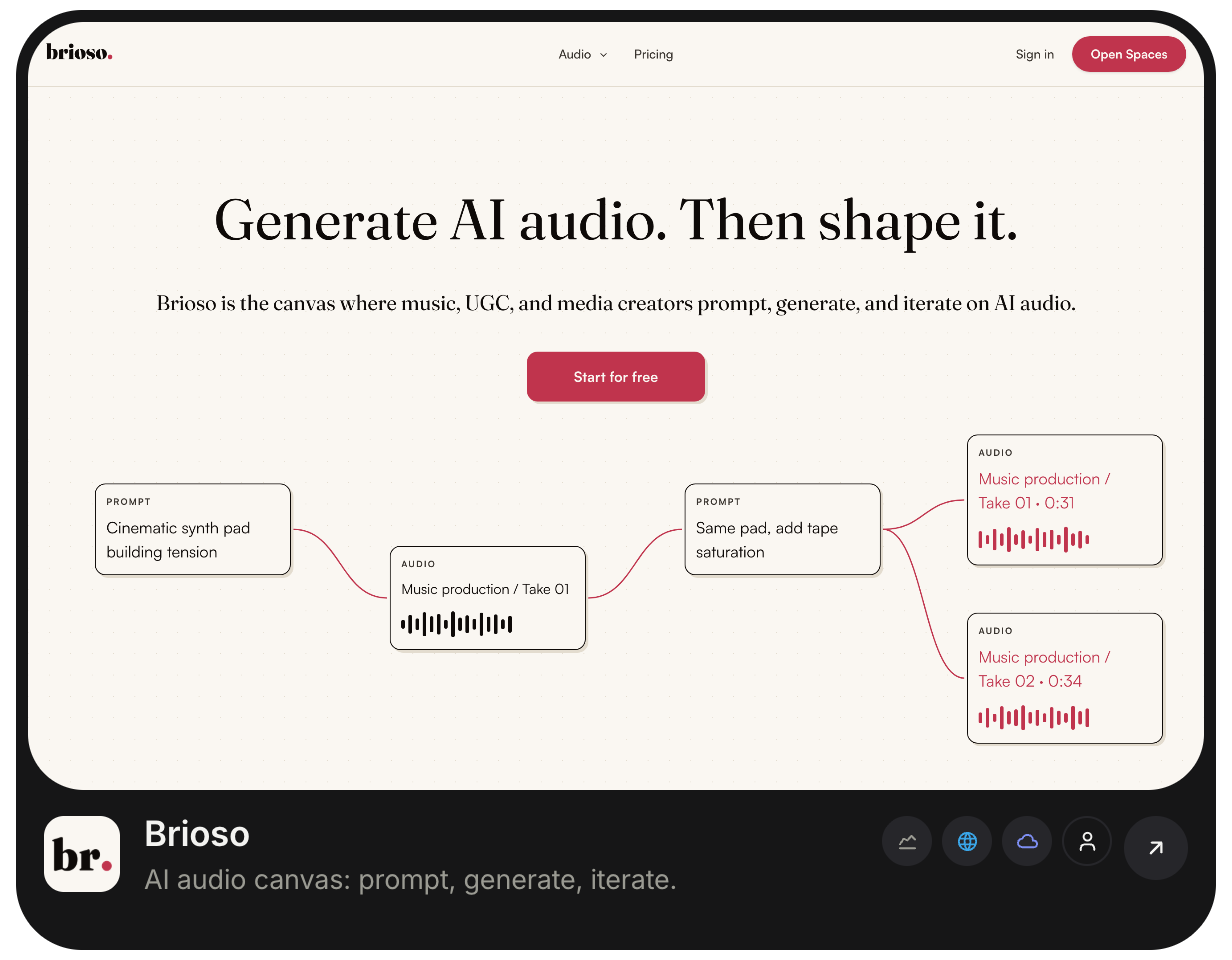 brioso.
Audio
Pricing
Sign in
Open Spaces
Generate AI audio. Then shape it.
Brioso is the canvas where music, UGC, and media creators prompt, generate, and iterate on AI audio.
Start for free
PROMPT
Cinematic synth pad
building tension
AUDIO
Music production / Take 01
PROMPT
Same pad, add tape
saturation
AUDIO
Music production /
Take 01 • 0:31
AUDIO
Music production /
Take 02 • 0:34
br.
Brioso
AI audio canvas: prompt, generate, iterate.